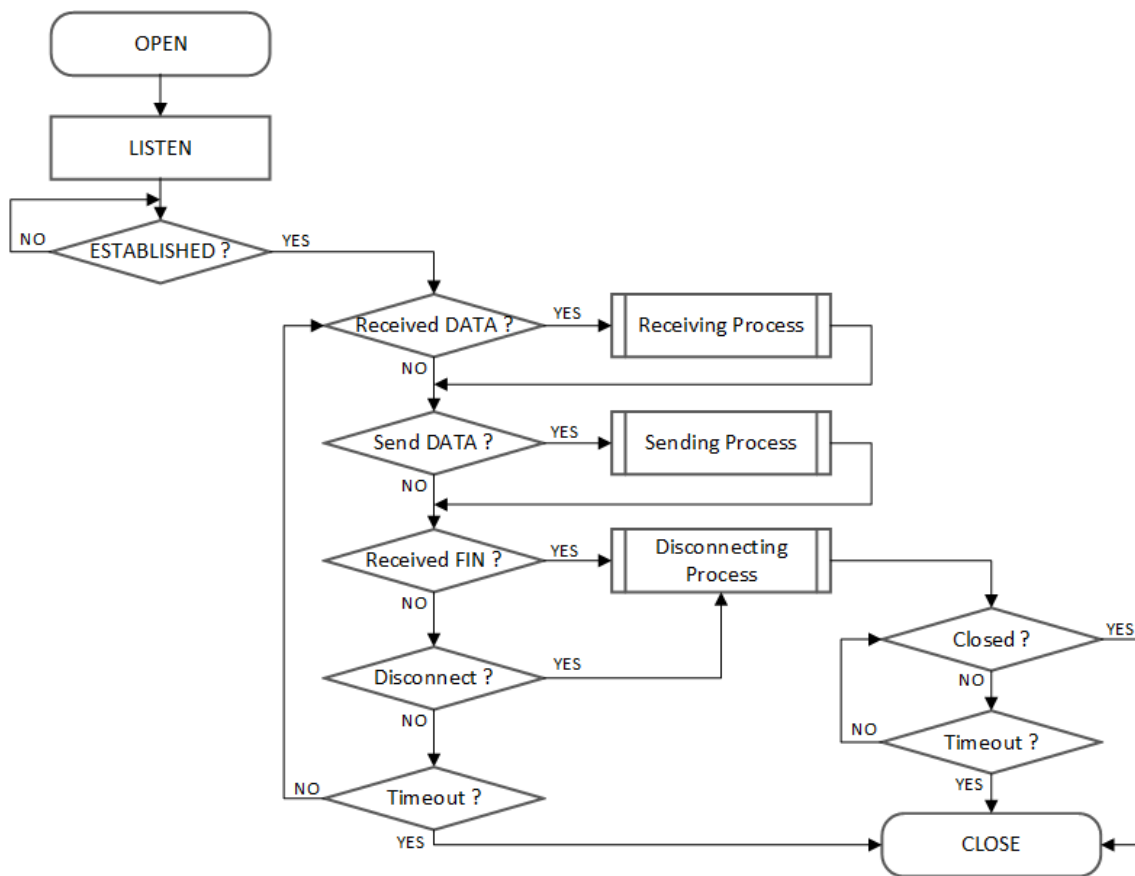 OPEN
LISTEN
NO
ESTABLISHED ?
YES
Received DATA ?
YES
Receiving Process
NO
Send DATA ?
YES
Sending Process
NO
Received FIN ?
YES
Disconnecting
Process
NO
Closed ?
YES
Disconnect ?
YES
NO
NO
NO
Timeout ?
NO
Timeout ?
YES
YES
CLOSE